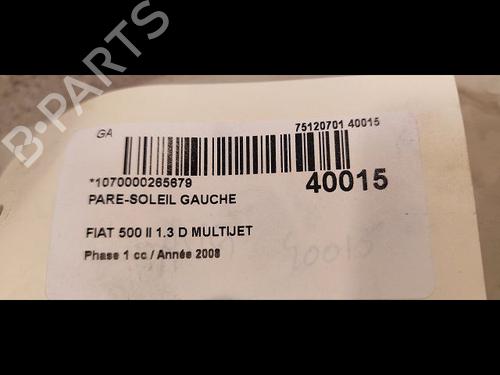 GA
75120701 40015
*1070000265679
40015
PARE-SOLEIL GAUCHE
FIAT 500 II 1.3 D MULTIJET
Phase 1 cc / Année 2008
40015
B-PARTS